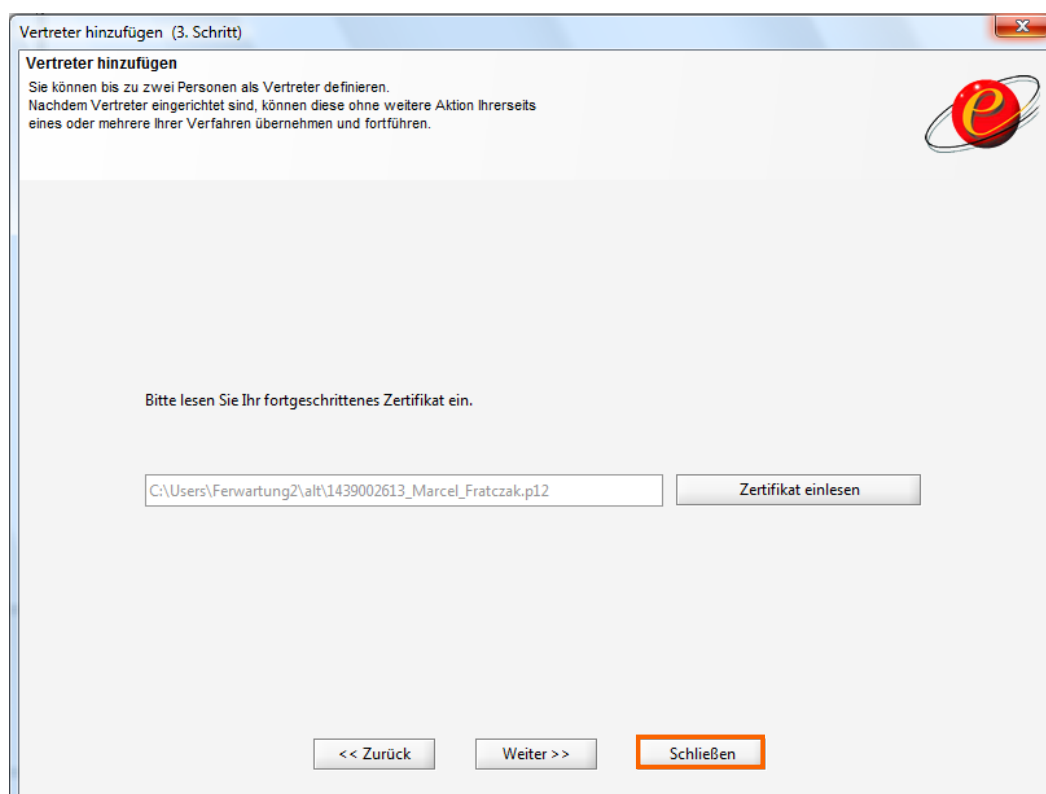 Vertreter hinzufügen (3. Schritt)
Vertreter hinzufügen
Sie können bis zu zwei Personen als Vertreter definieren.
Nachdem Vertreter eingerichtet sind, können diese ohne weitere Aktion Ihrerseits
eines oder mehrere Ihrer Verfahren übernehmen und fortführen.
e
Bitte lesen Sie Ihr fortgeschrittenes Zertifikat ein.
C:\Users\Ferwartung2\alt\1439002613_Marcel_Fratczak.p12
Zertifikat einlesen
<< Zurück
Weiter >>
Schließen